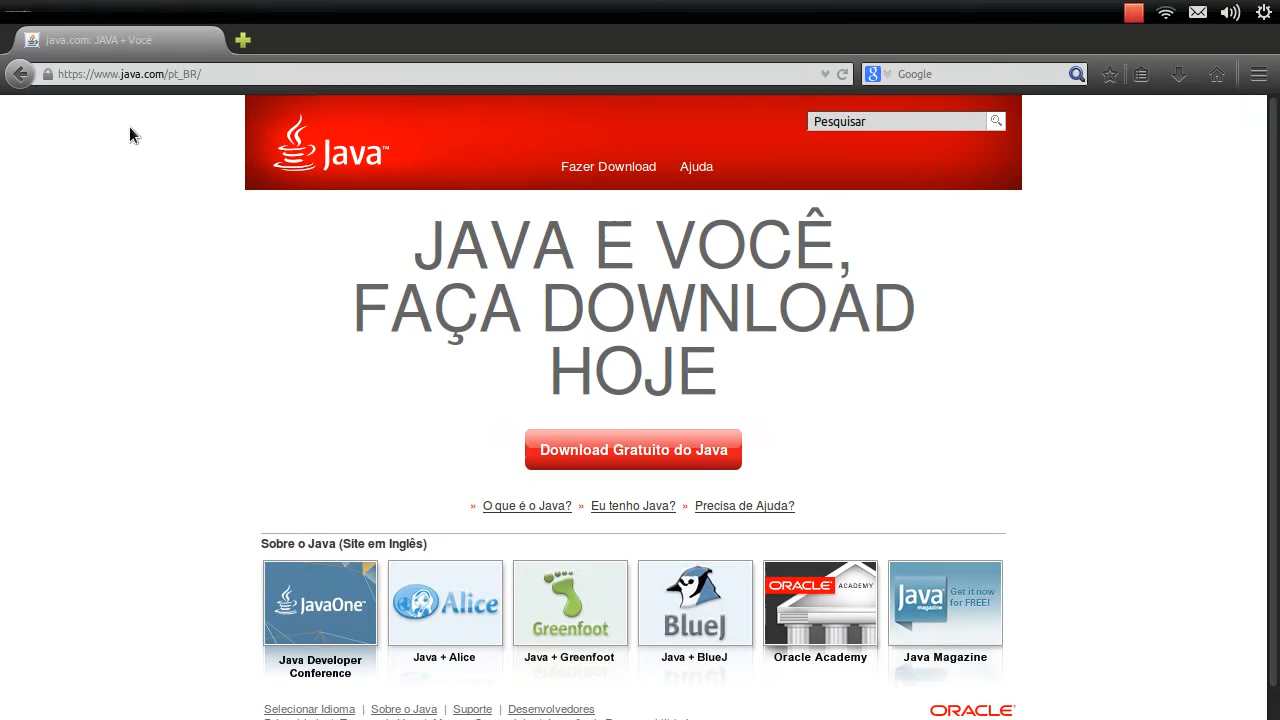 java.com: JAVA + Você
https://www.java.com/pt_BR/
Google
Java™
Pesquisar
Fazer Download Ajuda
JAVA E VOCÊ,
FAÇA DOWNLOAD
HOJE
Download Gratuito do Java
» O que é o Java? » Eu tenho Java? » Precisa de Ajuda?
Sobre o Java (Site em Inglês)
JavaOne™
Alice
Greenfoot
BlueJ
ORACLE ACADEMY
Java magazine Get it now for FREE!
Java Developer Conference
Java + Alice
Java + Greenfoot
Java + BlueJ
Oracle Academy
Java Magazine
Selecionar Idioma | Sobre o Java | Suporte | Desenvolvedores
ORACLE